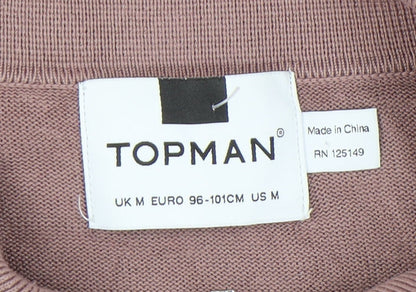 TOPMAN®
UK M EURO 96-101CM US M
Made in China
RN 125149